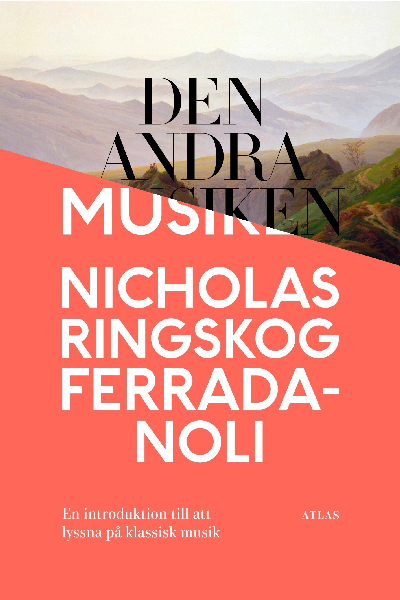 DEN
ANDRA
MUSIKEN
NICHOLAS
RINGSKOG
FERRADA-
NOLI
En introduktion till att
lyssna på klassisk musik
ATLAS